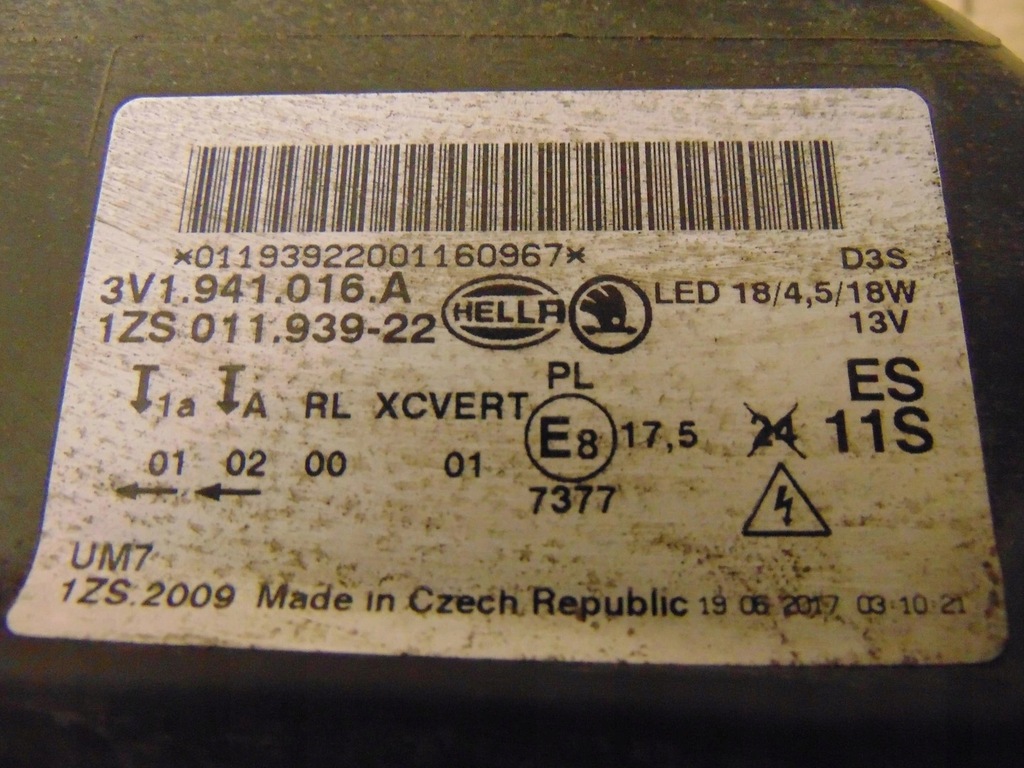 *01193922001160967*
D3S
3V1.941.016.A
HELLA
LED 18/4,5/18W
1ZS 011.939-22
13V
PL
ES
1a A RL XCVERT E8 17,5 24 11S
01 02 00 01
7377
UM7
1ZS.2009 Made in Czech Republic 19 06 2017 03:10:21